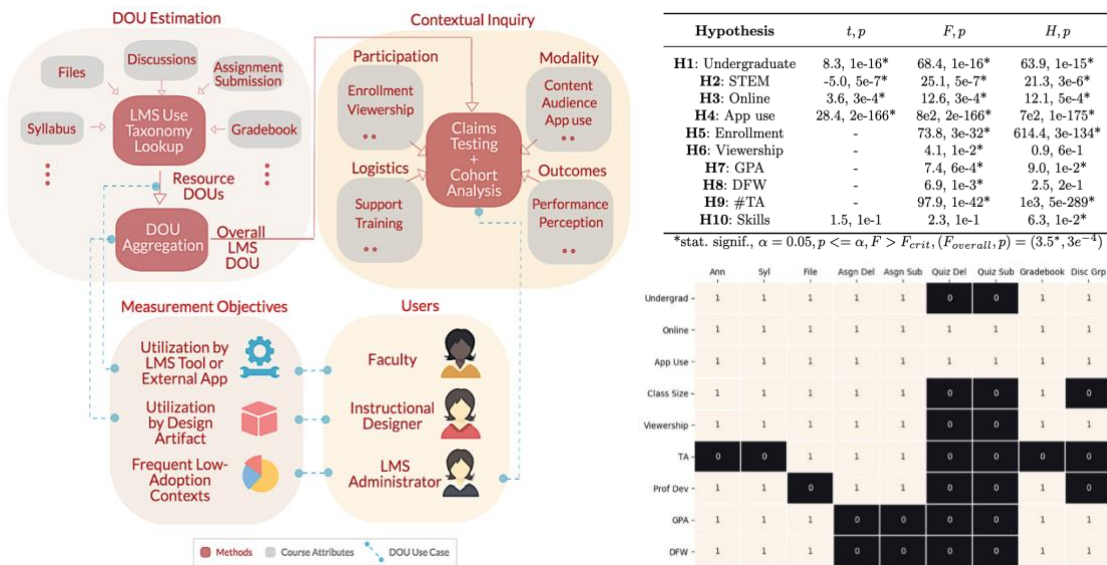 DOU Estimation
Discussions
Files
Assignment
Submission
Syllabus
LMS Use
Taxonomy
Lookup
Gradebook
Resource
DOUs
DOU
Aggregation
Overall
LMS
DOU
Contextual Inquiry
Participation
Modality
Enrollment
Viewership
Content
Audience
App use
Claims
Testing
+
Cohort
Analysis
Logistics
Outcomes
Support
Training
Performance
Perception
Measurement Objectives
Utilization by
LMS Tool or
External App
Utilization
by Design
Artifact
Frequent Low-
Adoption
Contexts
Users
Faculty
Instructional
Designer
LMS
Administrator
Methods Course Attributes DOU Use Case
Hypothesis t, p F, p H, p
H1: Undergraduate 8.3, 1e-16* 68.4, 1e-16* 63.9, 1e-15*
H2: STEM -5.0, 5e-7* 25.1, 5e-7* 21.3, 3e-6*
H3: Online 3.6, 3e-4* 12.6, 3e-4* 12.1, 5e-4*
H4: App use 28.4, 2e-166* 8e2, 2e-166* 7e2, 1e-175*
H5: Enrollment - 73.8, 3e-32* 614.4, 3e-134*
H6: Viewership - 4.1, 1e-2* 0.9, 6e-1
H7: GPA - 7.4, 6e-4* 9.0, 1e-2*
H8: DFW - 6.9, 1e-3* 2.5, 2e-1
H9: #TA - 97.9, 1e-42* 1e3, 5e-289*
H10: Skills 1.5, 1e-1 2.3, 1e-1 6.3, 1e-2*
*stat. signif., α = 0.05, p <= α, F > F_crit, (F_overall, p) = (3.5*, 3e^−4)
Ann Syl File Asgn Del Asgn Sub Quiz Del Quiz Sub Gradebook Disc Grp
Undergrad 1 1 1 1 1 0 0 1 1
Online 1 1 1 1 1 1 1 1 1
App Use 1 1 1 1 1 1 1 1 1
Class Size 1 1 1 1 1 0 0 1 0
Viewership 1 1 1 1 1 0 0 1 1
TA 0 0 1 1 1 0 0 0 0
Prof Dev 1 1 0 1 1 0 0 1 0
GPA 1 1 1 0 0 0 0 1 1
DFW 1 1 1 0 0 0 0 1 1